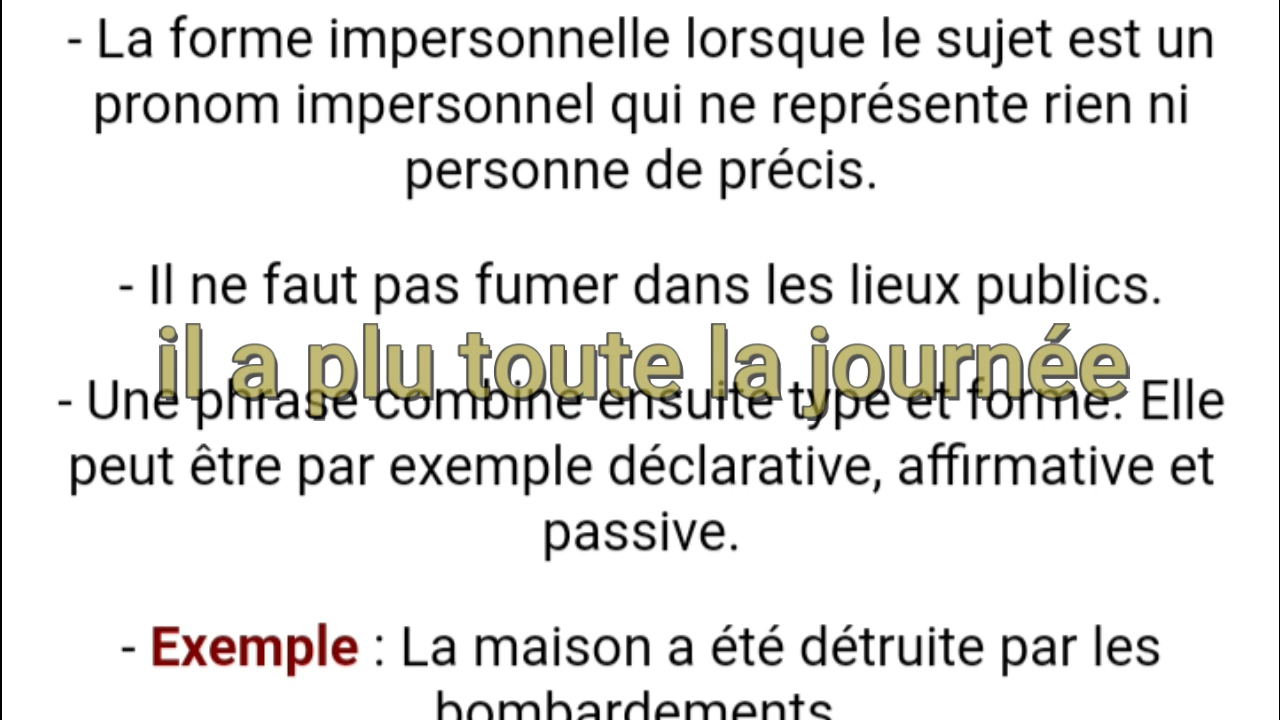 - La forme impersonnelle lorsque le sujet est un
pronom impersonnel qui ne représente rien ni
personne de précis.
- Il ne faut pas fumer dans les lieux publics.
il a plu toute la journée
- Une phrase combine ensuite type et forme. Elle
peut être par exemple déclarative, affirmative et
passive.
- Exemple : La maison a été détruite par les
bombardements